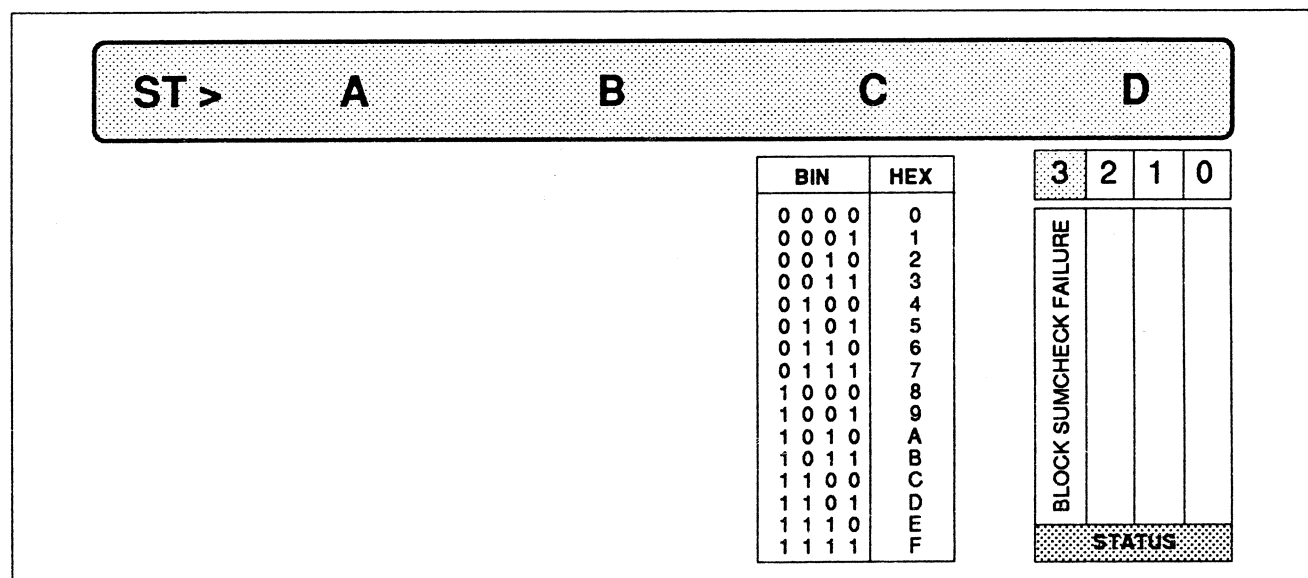 ST > A B C D
3 2 1 0
BIN HEX
0 0 0 0 0
0 0 0 1 1
0 0 1 0 2
0 0 1 1 3
0 1 0 0 4
0 1 0 1 5
0 1 1 0 6
0 1 1 1 7
1 0 0 0 8
1 0 0 1 9
1 0 1 0 A
1 0 1 1 B
1 1 0 0 C
1 1 0 1 D
1 1 1 0 E
1 1 1 1 F
BLOCK SUMCHECK FAILURE
STATUS